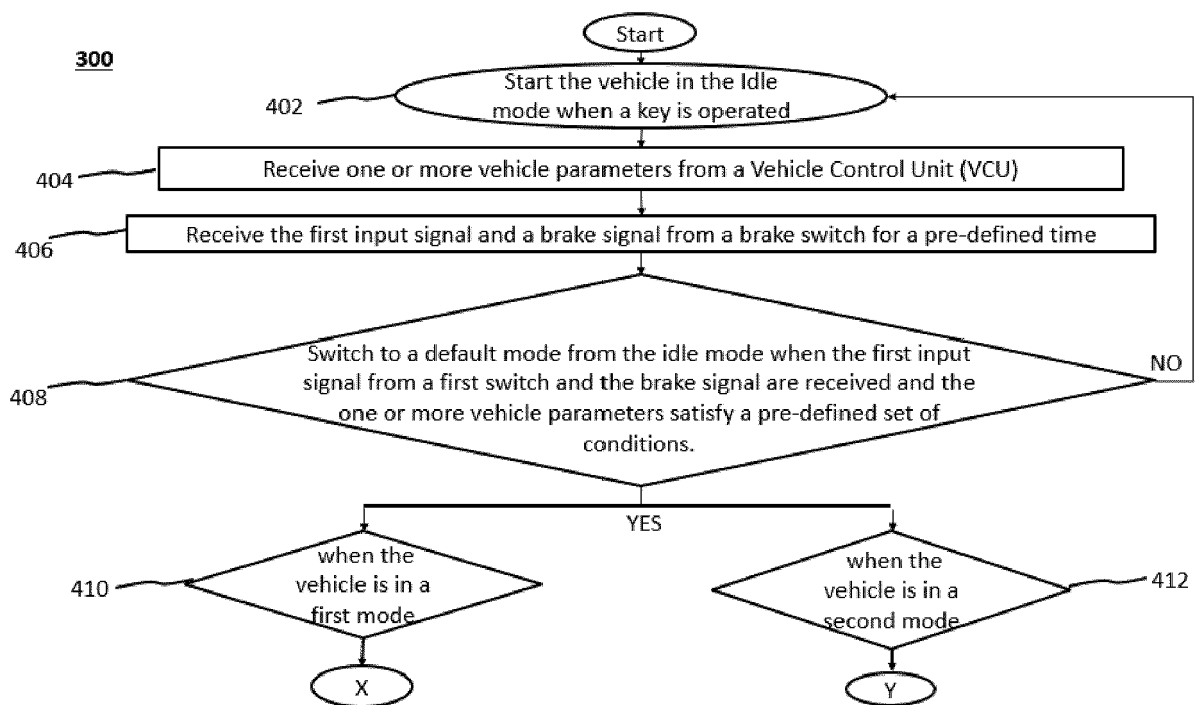 Start
300
Start the vehicle in the Idle
mode when a key is operated
402
Receive one or more vehicle parameters from a Vehicle Control Unit (VCU)
404
Receive the first input signal and a brake signal from a brake switch for a pre-defined time
406
Switch to a default mode from the idle mode when the first input
signal from a first switch and the brake signal are received and the
one or more vehicle parameters satisfy a pre-defined set of
conditions.
NO
408
YES
when the
vehicle is in a
first mode
410
when the
vehicle is in a
second mode
412
X
Y